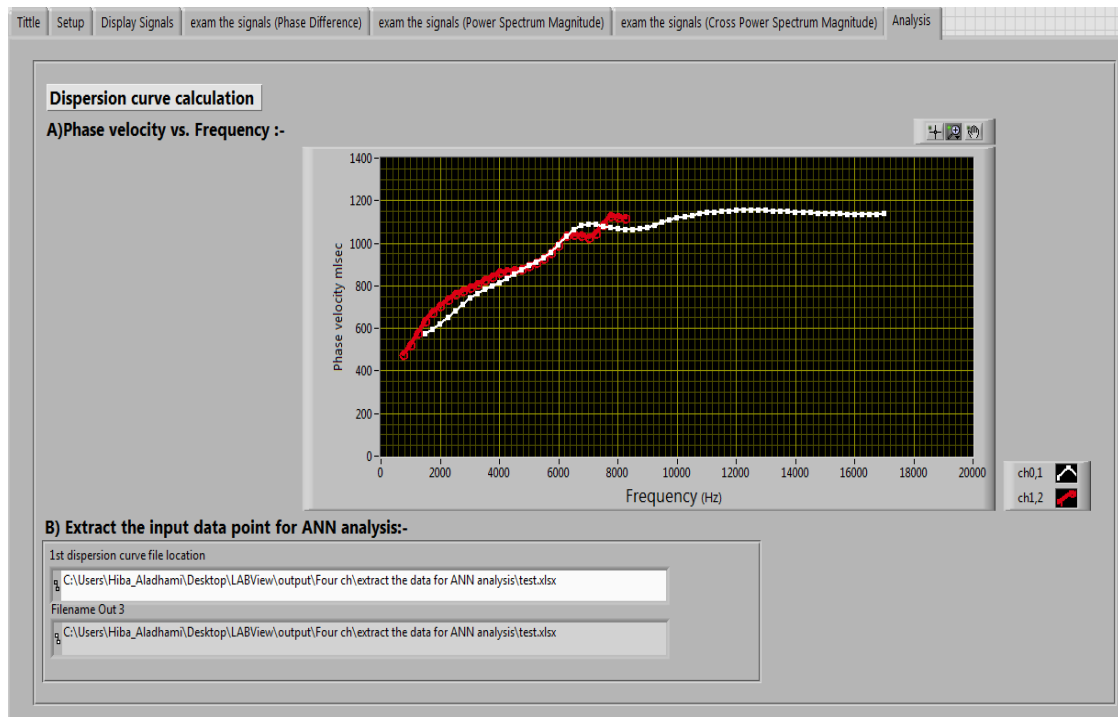 Tittle Setup Display Signals exam the signals (Phase Difference) exam the signals (Power Spectrum Magnitude) exam the signals (Cross Power Spectrum Magnitude) Analysis
Dispersion curve calculation
A)Phase velocity vs. Frequency :-
1400
1200
1000
800
600
400
200
0
Phase velocity mlsec
0 2000 4000 6000 8000 10000 12000 14000 16000 18000 20000
Frequency (Hz)
ch0,1
ch1,2
B) Extract the input data point for ANN analysis:-
1st dispersion curve file location
C:\Users\Hiba_Aladhami\Desktop\LABView\output\Four ch\extract the data for ANN analysis\test.xlsx
Filename Out 3
C:\Users\Hiba_Aladhami\Desktop\LABView\output\Four ch\extract the data for ANN analysis\test.xlsx